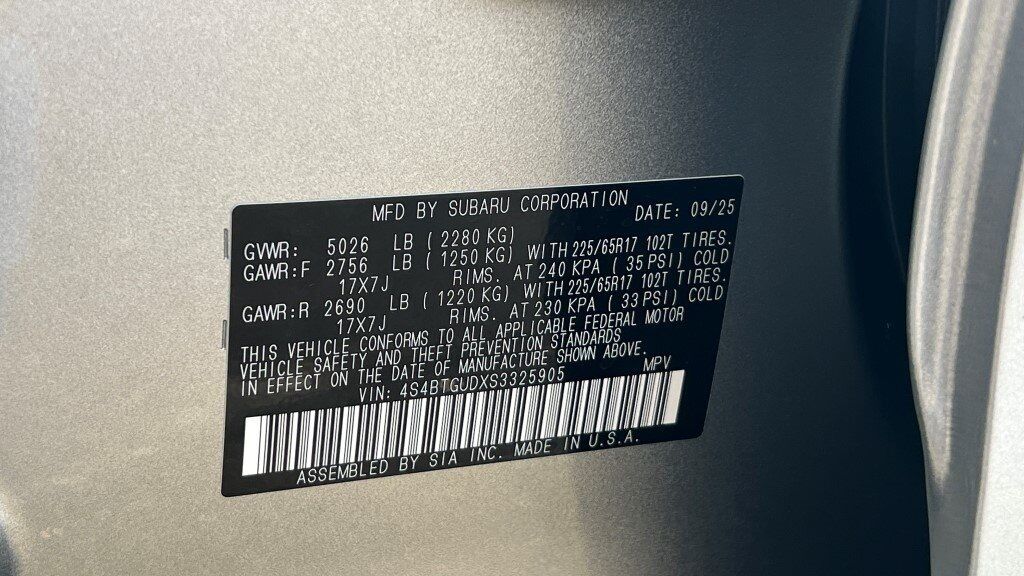 MFD BY SUBARU CORPORATION DATE: 09/25
GVWR: 5026 LB ( 2280 KG)
GAWR:F 2756 LB ( 1250 KG) WITH 225/65R17 102T TIRES.
17X7J RIMS. AT 240 KPA ( 35 PSI) COLD
GAWR:R 2690 LB ( 1220 KG) WITH 225/65R17 102T TIRES.
17X7J RIMS. AT 230 KPA ( 33 PSI) COLD
THIS VEHICLE CONFORMS TO ALL APPLICABLE FEDERAL MOTOR
VEHICLE SAFETY AND THEFT PREVENTION STANDARDS
IN EFFECT ON THE DATE OF MANUFACTURE SHOWN ABOVE.
VIN: 4S4BTGUDXS3325905 MPV
ASSEMBLED BY SIA INC. MADE IN U.S.A.